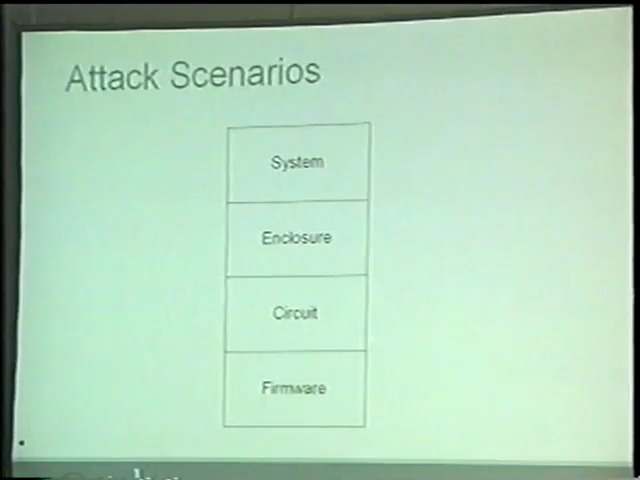 Attack Scenarios
System
Enclosure
Circuit
Firmware